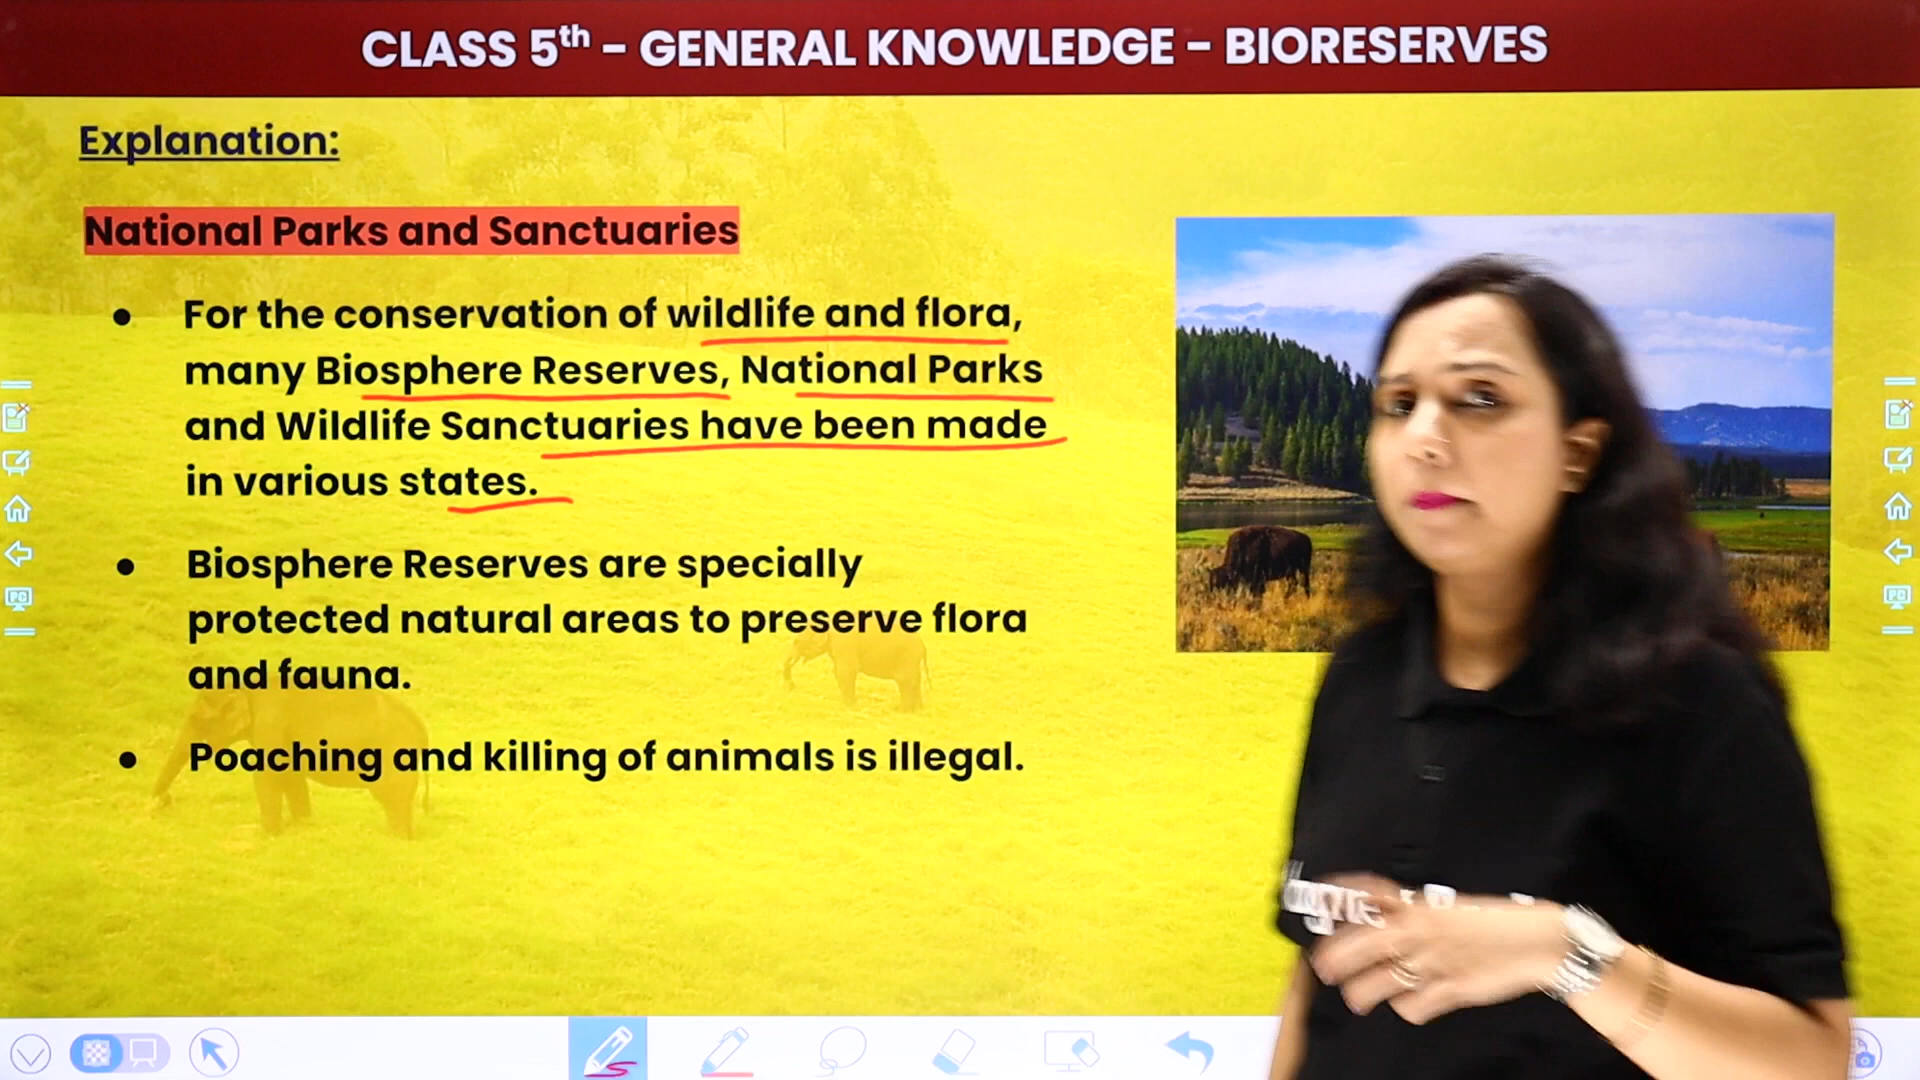 CLASS 5th - GENERAL KNOWLEDGE - BIORESERVES
Explanation:
National Parks and Sanctuaries
● For the conservation of wildlife and flora,
many Biosphere Reserves, National Parks
and Wildlife Sanctuaries have been made
in various states.
● Biosphere Reserves are specially
protected natural areas to preserve flora
and fauna.
● Poaching and killing of animals is illegal.
PC
PC